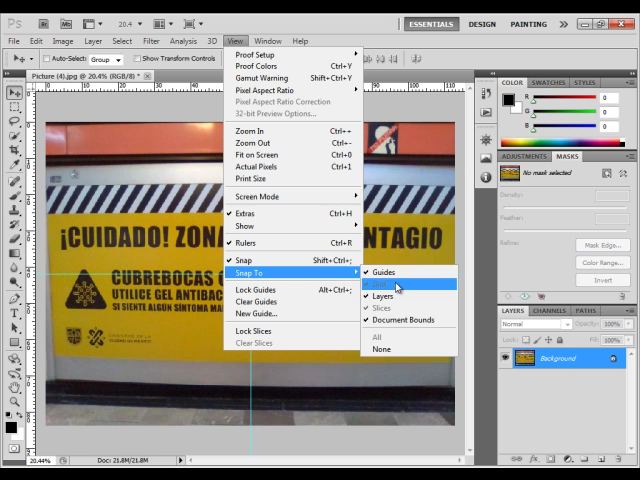 Ps Br Mb 20.4 ESSENTIALS DESIGN PAINTING
File Edit Image Layer Select Filter Analysis 3D View Window Help
Auto-Select: Group Show Transform Controls
Picture (4).jpg @ 20.4% (RGB/8) *
Proof Setup
Proof Colors Ctrl+Y
Gamut Warning Shift+Ctrl+Y
Pixel Aspect Ratio
Pixel Aspect Ratio Correction
32-bit Preview Options...
Zoom In Ctrl++
Zoom Out Ctrl+-
Fit on Screen Ctrl+0
Actual Pixels Ctrl+1
Print Size
Screen Mode
Extras Ctrl+H
Show
Rulers Ctrl+R
Snap Shift+Ctrl+;
Snap To
Lock Guides Alt+Ctrl+;
Clear Guides
New Guide...
Lock Slices
Clear Slices
Guides
Layers
Slices
Document Bounds
All
None
¡CUIDADO! ZONA
NTAGIO
CUBREBOCAS
UTILICE GEL ANTIBAC
SI SIENTE ALGÚN SÍNTOMA
COLOR SWATCHES STYLES
R 0
G 0
B 0
ADJUSTMENTS MASKS
No mask selected
Density:
Feather:
Refine: Mask Edge...
Color Range...
Invert
LAYERS CHANNELS PATHS
Normal Opacity: 100%
Lock: Fill: 100%
Background
20.44% Doc: 21.8M/21.8M